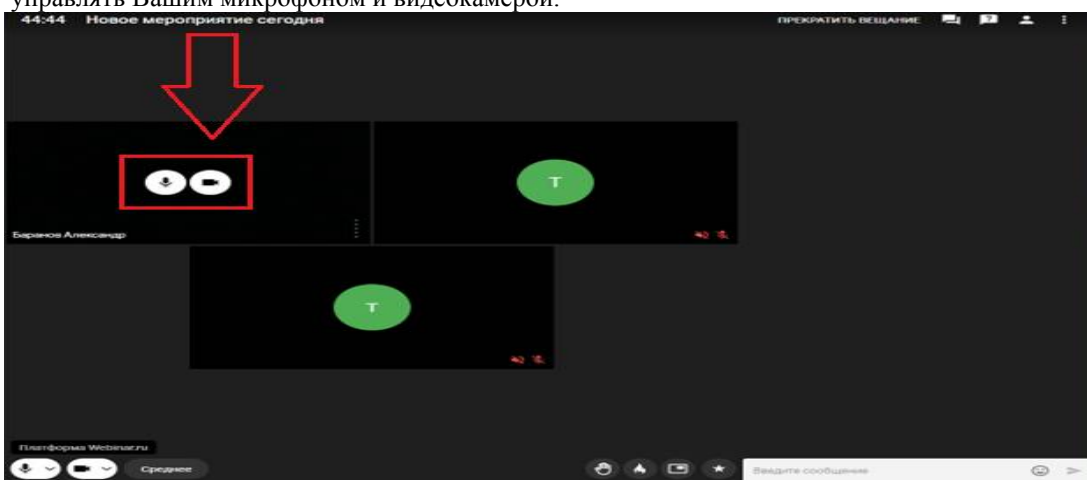 управлять Вашим микрофоном и видеокамерой.
44:44 Новое мероприятие сегодня
ПРЕКРАТИТЬ ВЕЩАНИЕ
T
Баранов Александр
T
Платформа Webinar.ru
Среднее
Введите сообщение